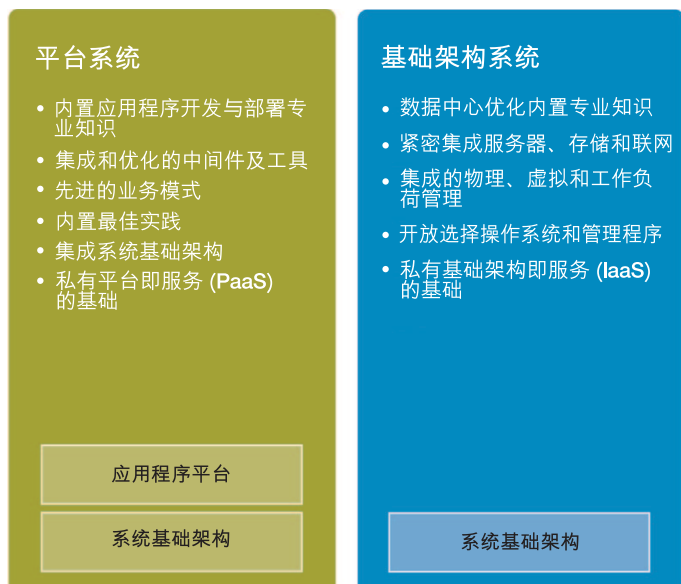 平台系统
• 内置应用程序开发与部署专
业知识
• 集成和优化的中间件及工具
• 先进的业务模式
• 内置最佳实践
• 集成系统基础架构
• 私有平台即服务 (PaaS)
的基础
应用程序平台
系统基础架构
基础架构系统
• 数据中心优化内置专业知识
• 紧密集成服务器、存储和联网
• 集成的物理、虚拟和工作负
荷管理
• 开放选择操作系统和管理程序
• 私有基础架构即服务 (IaaS)
的基础
系统基础架构